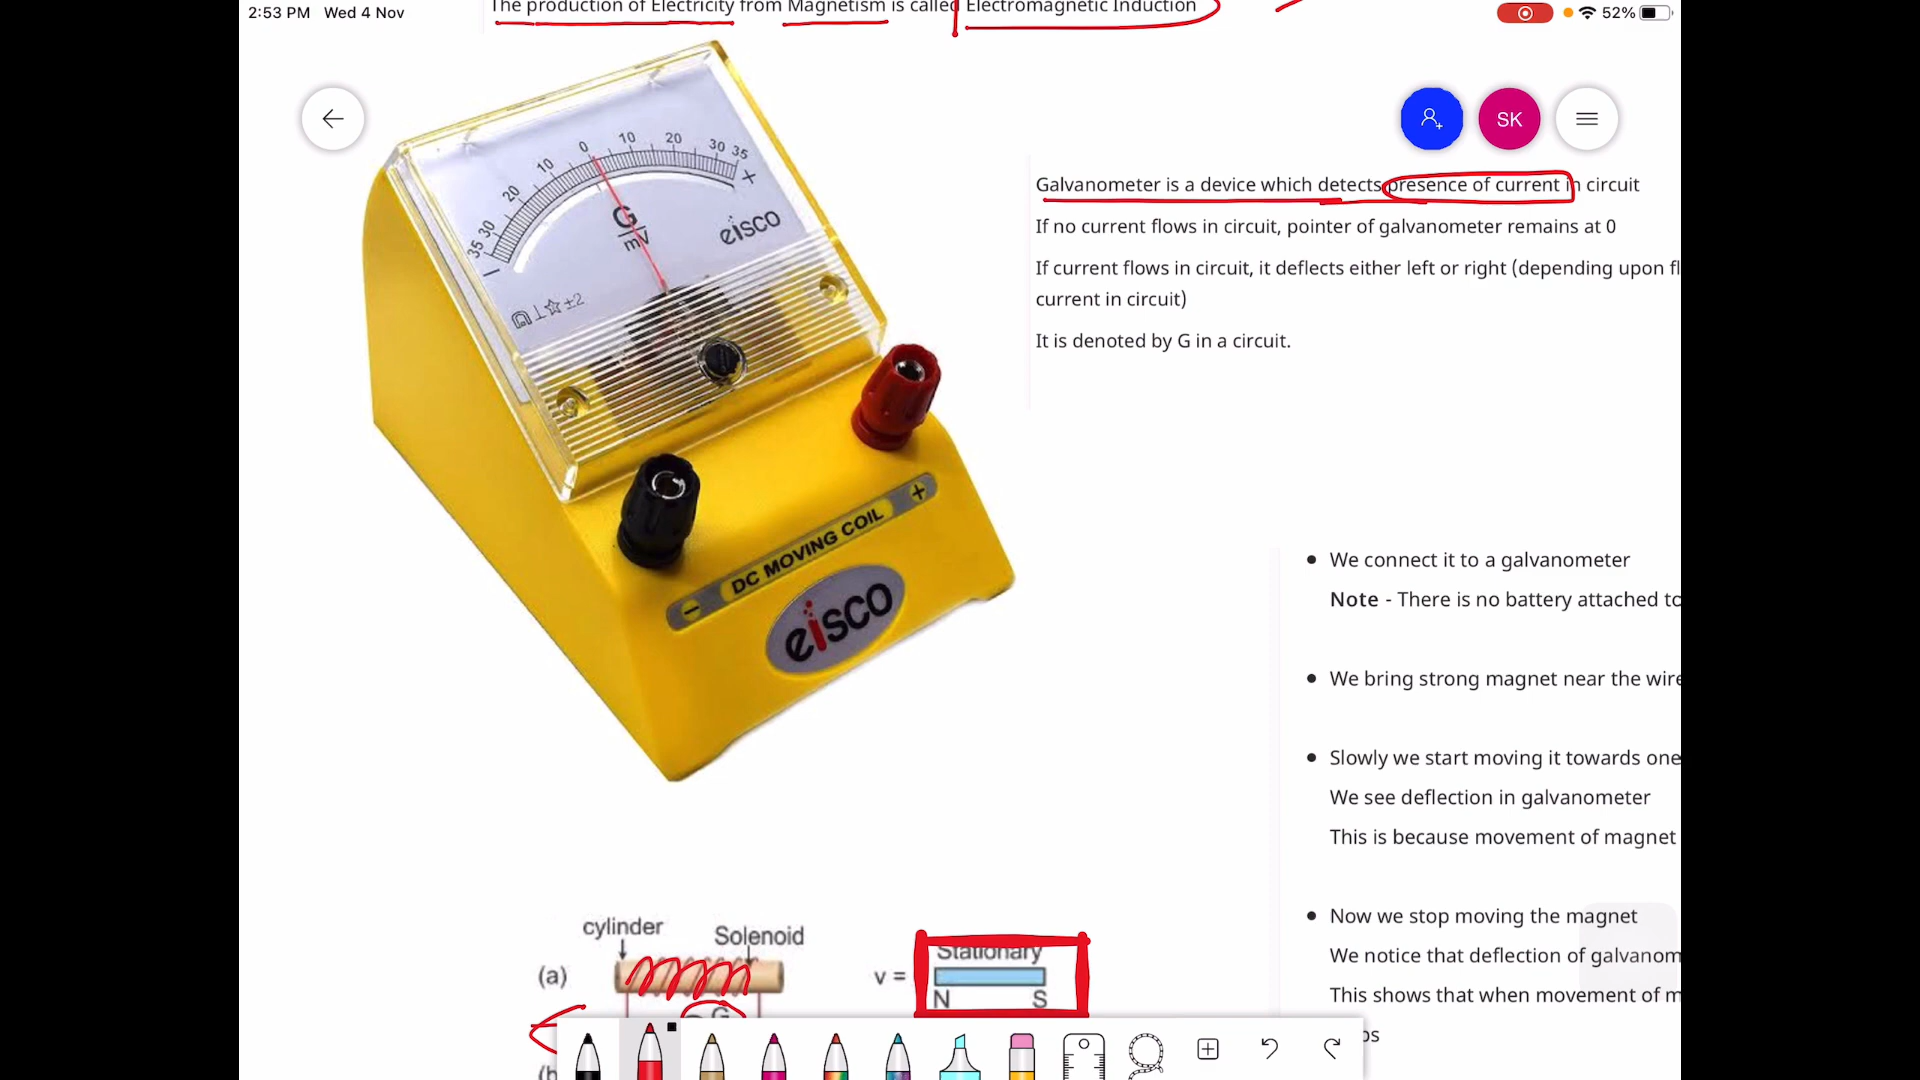 2:53 PM Wed 4 Nov
52%
The production of Electricity from Magnetism is called Electromagnetic Induction
SK
35 30 20 10 0 10 20 30 35
G
mV
eisco
±2
- +
DC MOVING COIL
eisco
Galvanometer is a device which detects presence of current in circuit
If no current flows in circuit, pointer of galvanometer remains at 0
If current flows in circuit, it deflects either left or right (depending upon fl
current in circuit)
It is denoted by G in a circuit.
We connect it to a galvanometer
Note - There is no battery attached to
We bring strong magnet near the wire
Slowly we start moving it towards one
We see deflection in galvanometer
This is because movement of magnet
Now we stop moving the magnet
We notice that deflection of galvanom
This shows that when movement of m
ps
cylinder
Solenoid
(a)
G
v =
Stationary
N S
(b